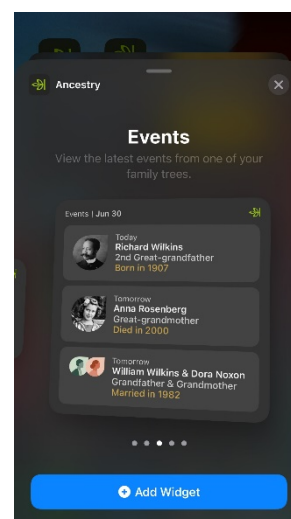 Ancestry
Events
View the latest events from one of your
family trees.
Events | Jun 30
Today
Richard Wilkins
2nd Great-grandfather
Born in 1907
Tomorrow
Anna Rosenberg
Great-grandmother
Died in 2000
Tomorrow
William Wilkins & Dora Noxon
Grandfather & Grandmother
Married in 1982
Add Widget